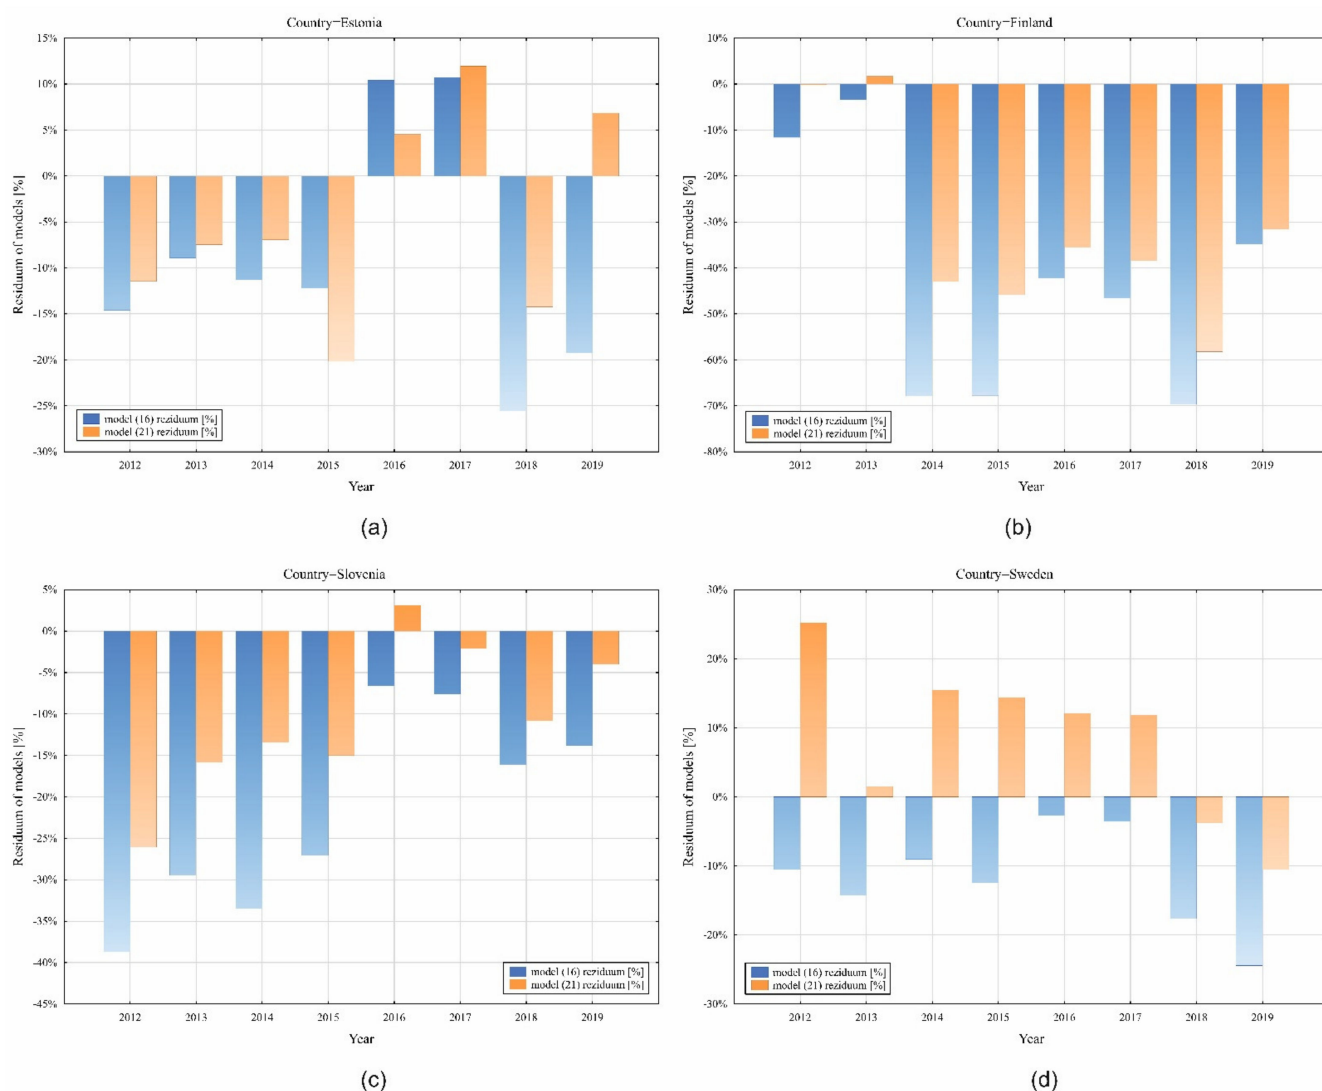 Country=Estonia
15%
10%
5%
0%
-5%
-10%
-15%
-20%
-25%
-30%
Residuum of models [%]
model (16) reziduum [%]
model (21) reziduum [%]
2012 2013 2014 2015 2016 2017 2018 2019
Year
(a)
Country=Finland
10%
0%
-10%
-20%
-30%
-40%
-50%
-60%
-70%
-80%
Residuum of models [%]
model (16) reziduum [%]
model (21) reziduum [%]
2012 2013 2014 2015 2016 2017 2018 2019
Year
(b)
Country=Slovenia
5%
0%
-5%
-10%
-15%
-20%
-25%
-30%
-35%
-40%
-45%
Residuum of models [%]
model (16) reziduum [%]
model (21) reziduum [%]
2012 2013 2014 2015 2016 2017 2018 2019
Year
(c)
Country=Sweden
30%
20%
10%
0%
-10%
-20%
-30%
Residuum of models [%]
model (16) reziduum [%]
model (21) reziduum [%]
2012 2013 2014 2015 2016 2017 2018 2019
Year
(d)